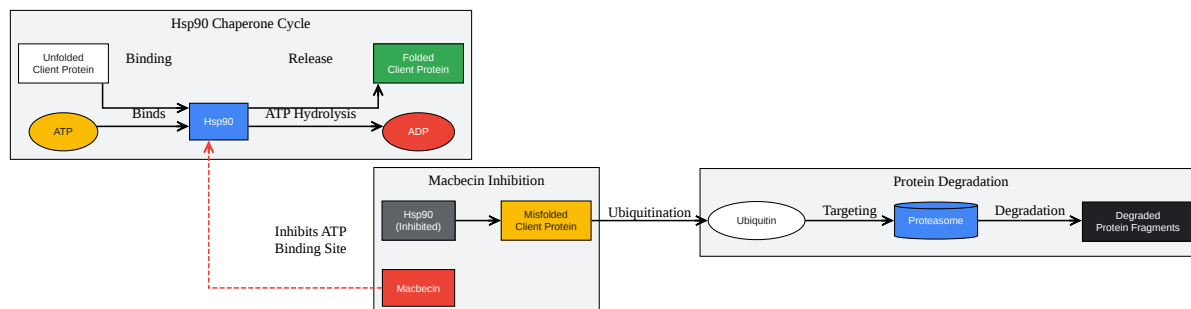 Hsp90 Chaperone Cycle
Unfolded
Client Protein
Binding
Release
Folded
Client Protein
ATP
Binds
Hsp90
ATP Hydrolysis
ADP
Macbecin Inhibition
Hsp90
(Inhibited)
Misfolded
Client Protein
Ubiquitination
Inhibits ATP
Binding Site
Macbecin
Protein Degradation
Ubiquitin
Targeting
Proteasome
Degradation
Degraded
Protein Fragments